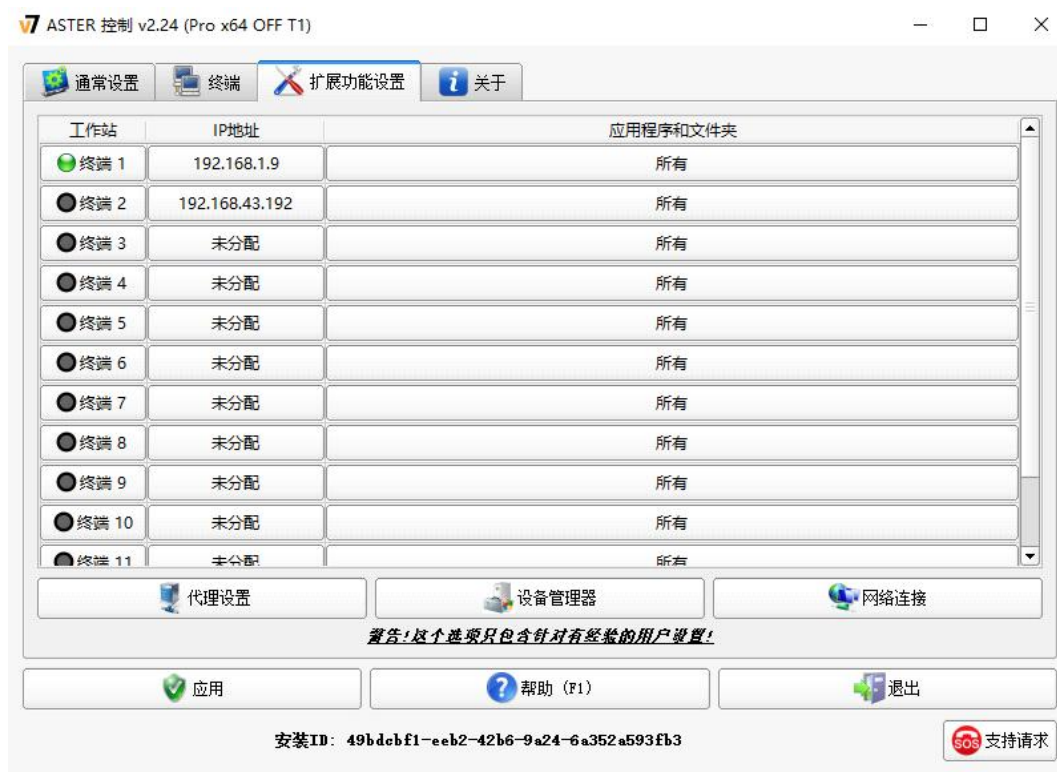 ASTER 控制 v2.24 (Pro x64 OFF T1)
通常设置 终端 扩展功能设置 关于
工作站 IP地址 应用程序和文件夹
终端 1 192.168.1.9 所有
终端 2 192.168.43.192 所有
终端 3 未分配 所有
终端 4 未分配 所有
终端 5 未分配 所有
终端 6 未分配 所有
终端 7 未分配 所有
终端 8 未分配 所有
终端 9 未分配 所有
终端 10 未分配 所有
终端 11 未分配 所有
代理设置 设备管理器 网络连接
警告!这个选项只包含针对有经验的用户设置!
应用 帮助 (F1) 退出
安装ID: 49bdcbf1-eeb2-42b6-9a24-6a352a593fb3
SOS 支持请求